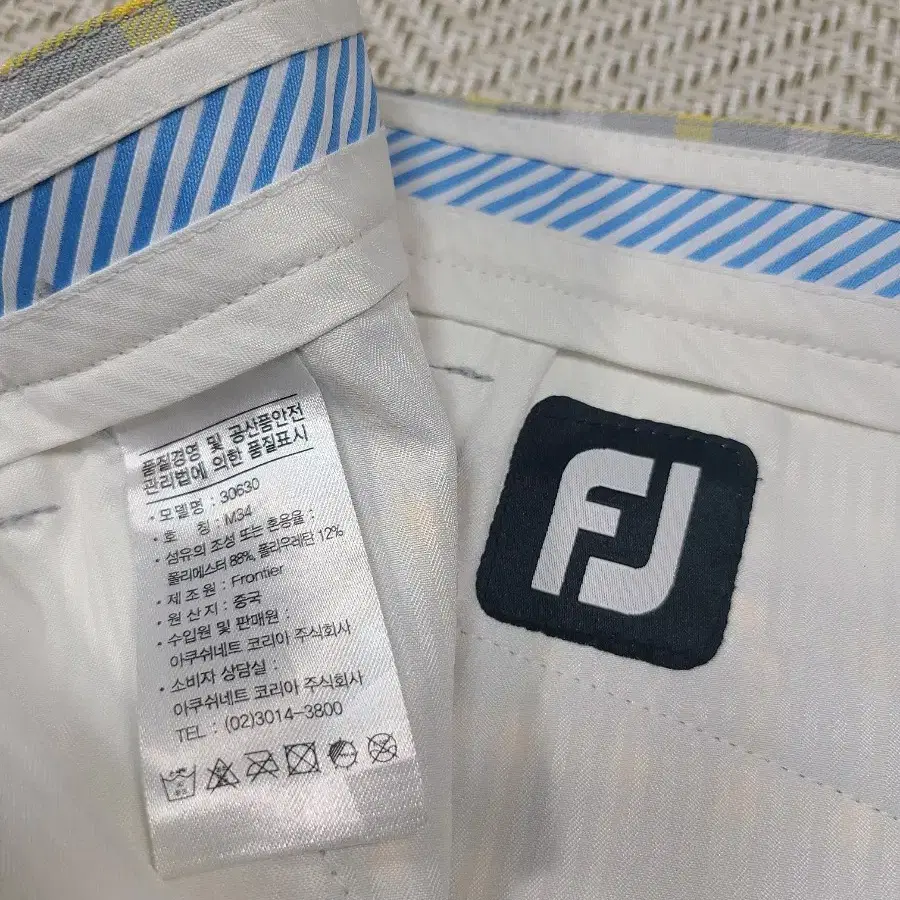 품질경영 및 공산품안전
관리법에 의한 품질표시
• 모델명 : 30630
• 호 칭 : M34
• 섬유의 조성 또는 혼용율 :
폴리에스터 88%, 폴리우레탄 12%
• 제 조 원 : Frontier
• 원 산 지 : 중국
• 수입원 및 판매원 :
아쿠쉬네트 코리아 주식회사
• 소비자 상담실 :
아쿠쉬네트 코리아 주식회사
TEL : (02)3014-3800
FJ